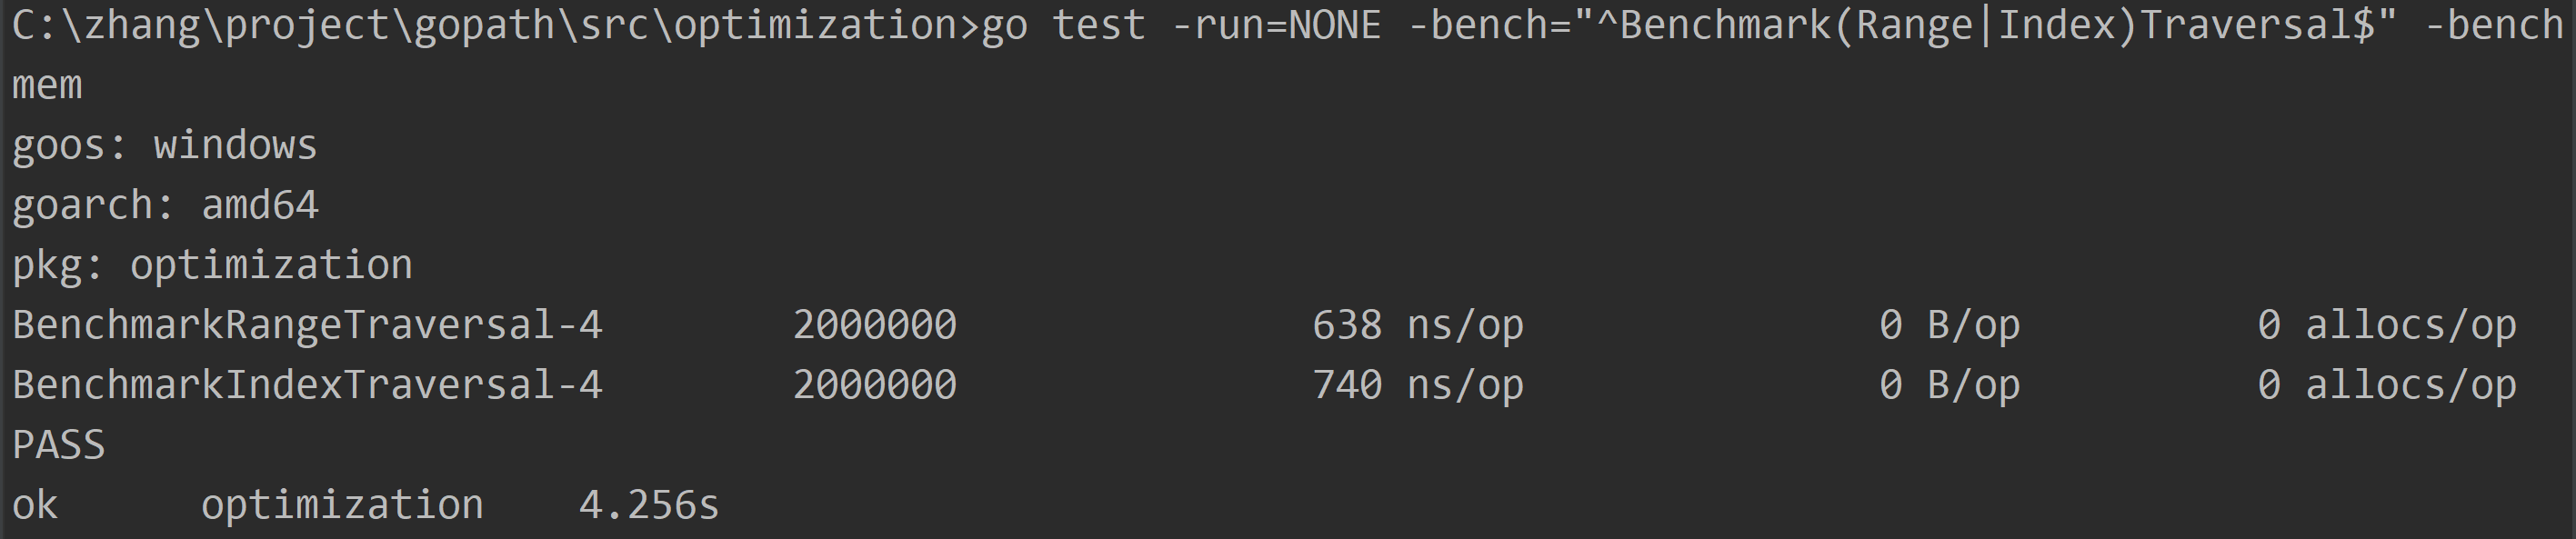 C:\zhang\project\gopath\src\optimization>go test -run=NONE -bench="^Benchmark(Range|Index)Traversal$" -bench
mem
goos: windows
goarch: amd64
pkg: optimization
BenchmarkRangeTraversal-4        2000000               638 ns/op               0 B/op          0 allocs/op
BenchmarkIndexTraversal-4        2000000               740 ns/op               0 B/op          0 allocs/op
PASS
ok      optimization    4.256s